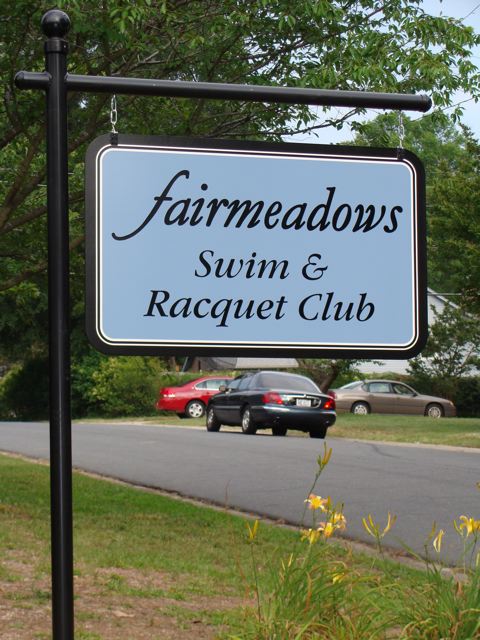 fairmeadows
Swim &
Racquet Club